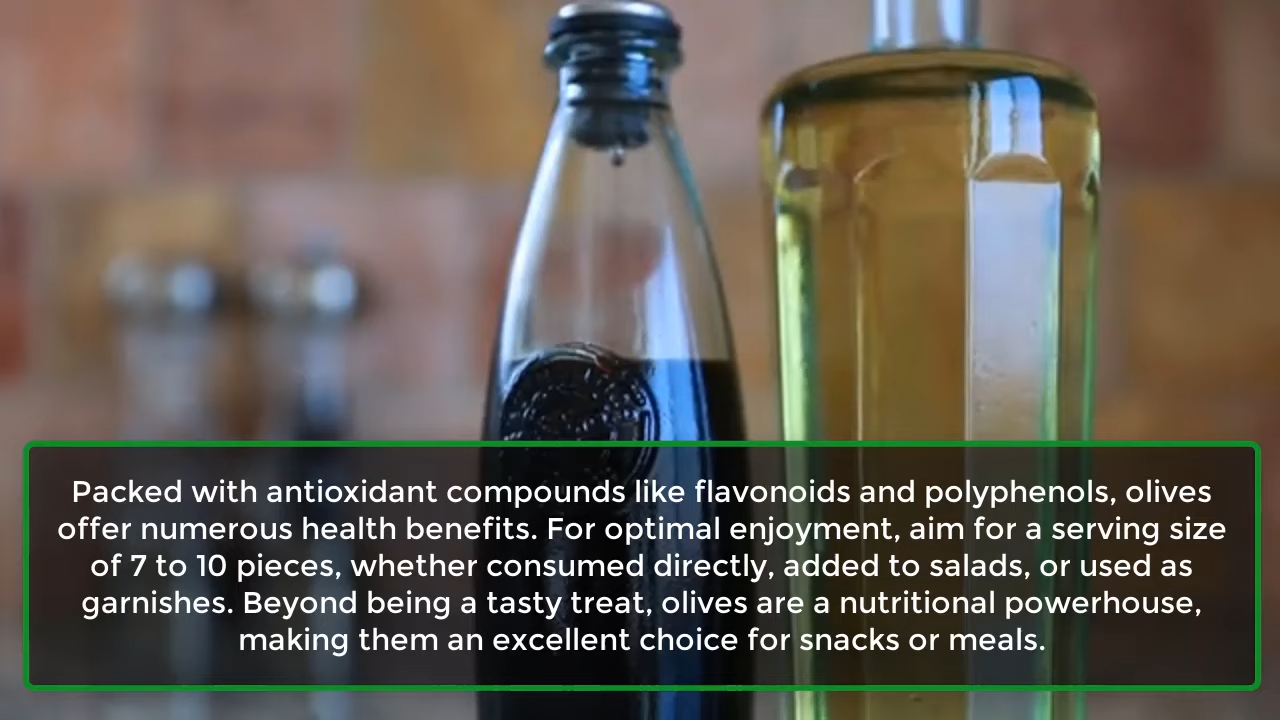 Packed with antioxidant compounds like flavonoids and polyphenols, olives
offer numerous health benefits. For optimal enjoyment, aim for a serving size
of 7 to 10 pieces, whether consumed directly, added to salads, or used as
garnishes. Beyond being a tasty treat, olives are a nutritional powerhouse,
making them an excellent choice for snacks or meals.